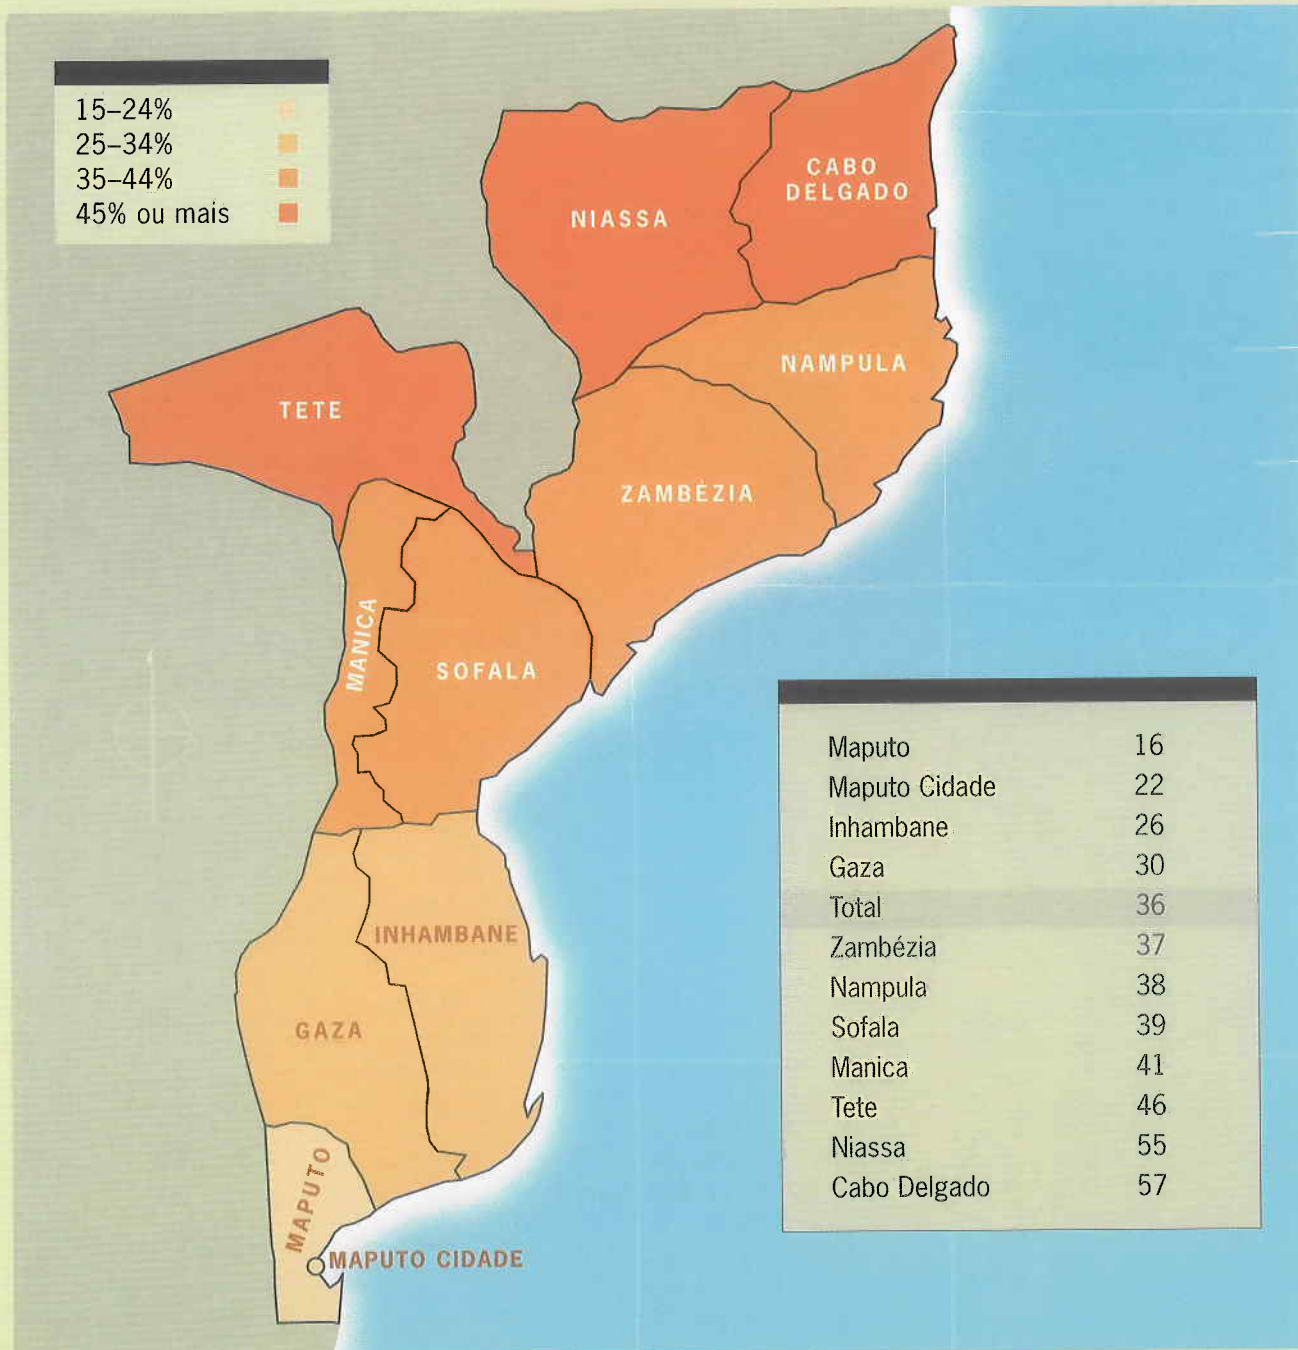 15–24%
25–34%
35–44%
45% ou mais
CABO
DELGADO
NIASSA
NAMPULA
TETE
ZAMBÉZIA
MANICA
SOFALA
INHAMBANE
GAZA
MAPUTO
MAPUTO CIDADE
Maputo 16
Maputo Cidade 22
Inhambane 26
Gaza 30
Total 36
Zambézia 37
Nampula 38
Sofala 39
Manica 41
Tete 46
Niassa 55
Cabo Delgado 57